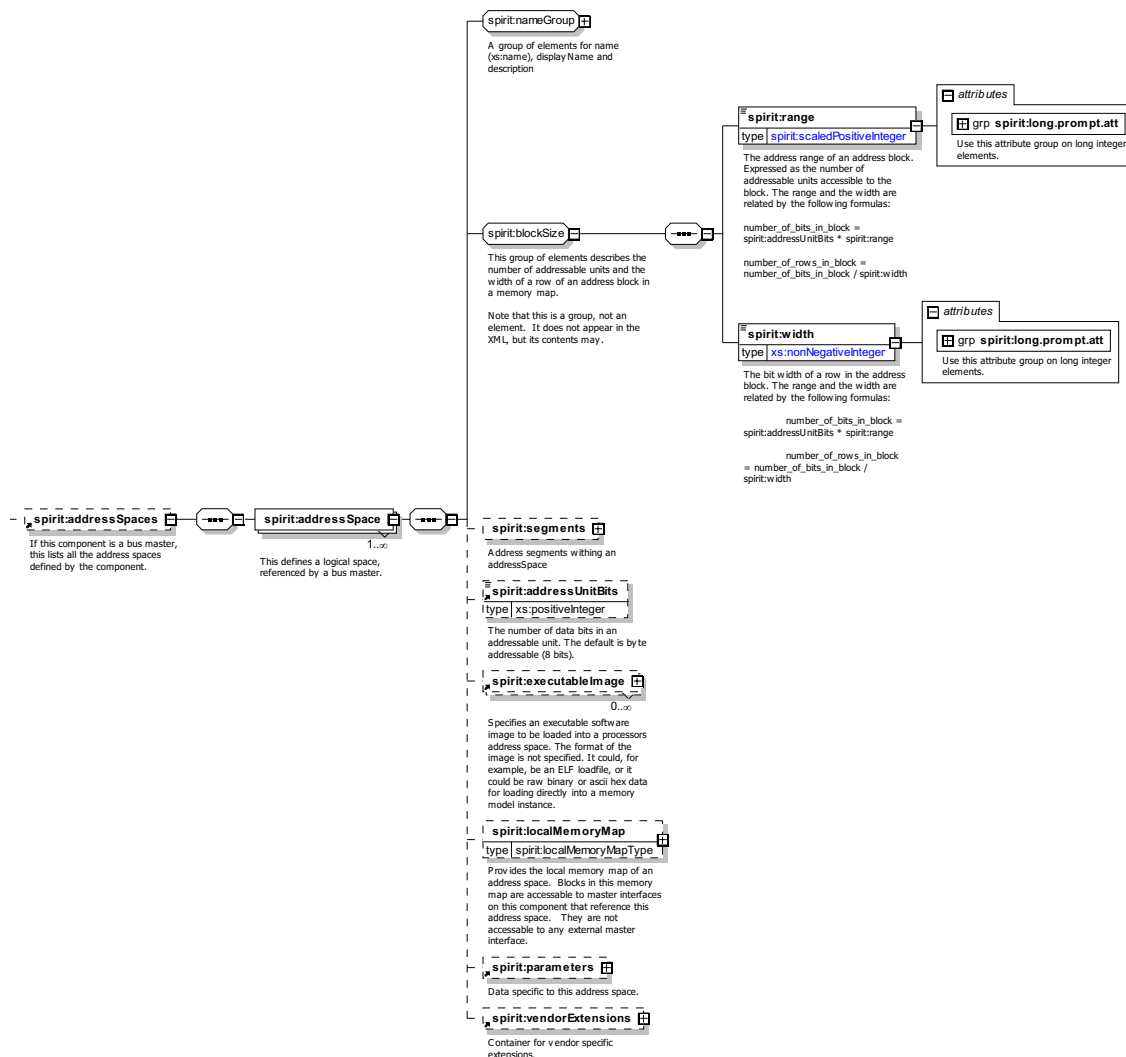 spirit:nameGroup
A group of elements for name
(xs:name), displayName and
description
attributes
grp spirit:long.prompt.att
Use this attribute group on long integer
elements.
spirit:range
type spirit:scaledPositiveInteger
The address range of an address block.
Expressed as the number of
addressable units accessible to the
block. The range and the width are
related by the following formulas:
number_of_bits_in_block =
spirit:addressUnitBits * spirit:range
number_of_rows_in_block =
number_of_bits_in_block / spirit:width
spirit:blockSize
This group of elements describes the
number of addressable units and the
width of a row of an address block in
a memory map.
Note that this is a group, not an
element. It does not appear in the
XML, but its contents may.
attributes
grp spirit:long.prompt.att
Use this attribute group on long integer
elements.
spirit:width
type xs:nonNegativeInteger
The bit width of a row in the address
block. The range and the width are
related by the following formulas:
number_of_bits_in_block =
spirit:addressUnitBits * spirit:range
number_of_rows_in_block
= number_of_bits_in_block /
spirit:width
spirit:addressSpaces
If this component is a bus master,
this lists all the address spaces
defined by the component.
spirit:addressSpace
1..∞
This defines a logical space,
referenced by a bus master.
spirit:segments
Address segments withing an
addressSpace
spirit:addressUnitBits
type xs:positiveInteger
The number of data bits in an
addressable unit. The default is byte
addressable (8 bits).
spirit:executableImage
0..∞
Specifies an executable software
image to be loaded into a processors
address space. The format of the
image is not specified. It could, for
example, be an ELF loadfile, or it
could be raw binary or ascii hex data
for loading directly into a memory
model instance.
spirit:localMemoryMap
type spirit:localMemoryMapType
Provides the local memory map of an
address space. Blocks in this memory
map are accessable to master interfaces
on this component that reference this
address space. They are not
accessable to any external master
interface.
spirit:parameters
Data specific to this address space.
spirit:vendorExtensions
Container for vendor specific
extensions.